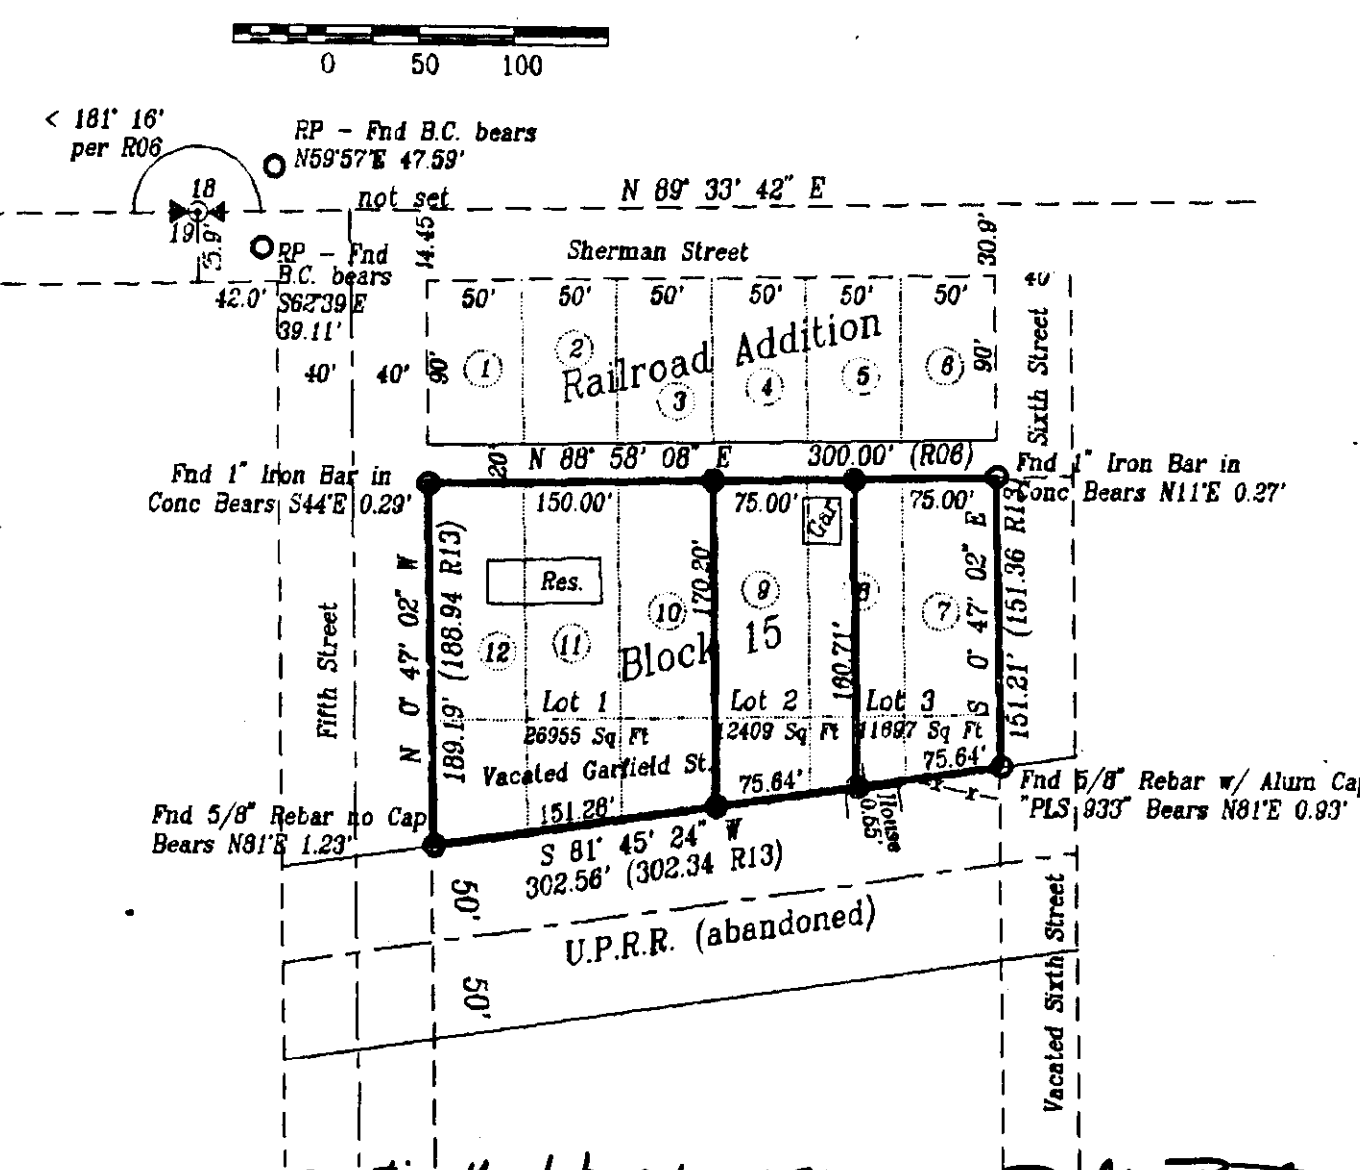 0 50 100
< 181° 16'
per R06
RP - Fnd B.C. bears
N59°57'E 47.59'
18
19
not set
N 89° 33' 42" E
14.45'
Sherman Street
30.9'
RP - Fnd
B.C. bears
S62°39'E
39.11'
42.0'
40'
50' 50' 50' 50' 50' 50'
40' 40' 90'
1 2 3 4 5 6
Railroad Addition
90'
Sixth Street
20'
N 88° 58' 08" E 300.00' (R06)
Fnd 1" Iron Bar in
Conc Bears S44°E 0.29'
Fnd 1" Iron Bar in
Conc Bears N11°E 0.27'
150.00' 75.00' 75.00'
Gar
Res.
170.20'
160.71'
N 0° 47' 02" W
189.19' (188.94 R13)
S 0° 47' 02" E
151.21' (151.36 R13)
12 11 10 9 8 7
Block 15
Fifth Street
Lot 1 Lot 2 Lot 3
26955 Sq Ft 12409 Sq Ft 11697 Sq Ft
Vacated Garfield St.
151.28' 75.64' 75.64'
x x
House
0.55'
Fnd 5/8" Rebar no Cap
Bears N81°E 1.23'
Fnd 5/8" Rebar w/ Alum Cap
"PLS 933" Bears N81°E 0.93'
S 81° 45' 24" W
302.56' (302.34 R13)
50'
U.P.R.R. (abandoned)
50'
Vacated Sixth Street